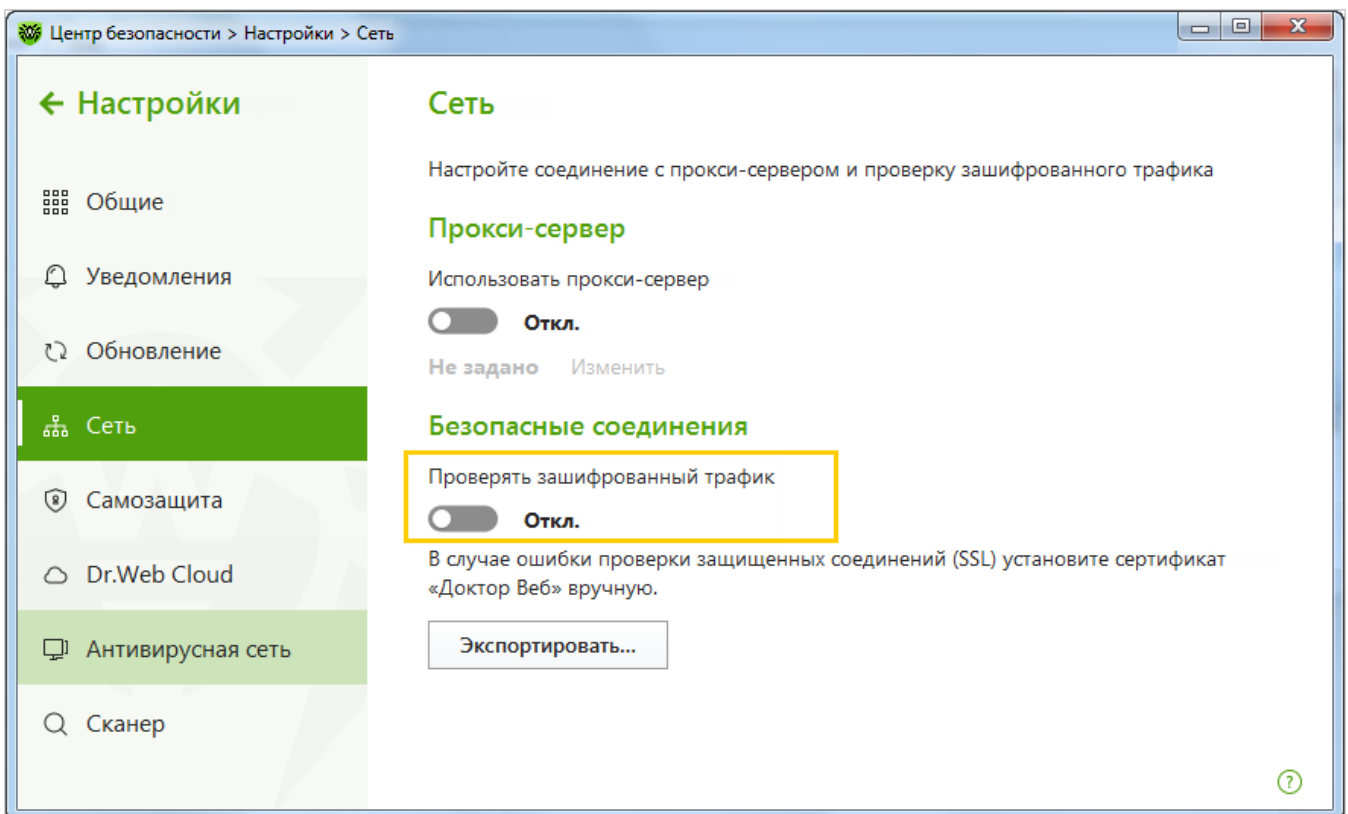 Центр безопасности > Настройки > Сеть
Настройки
Общие
Уведомления
Обновление
Сеть
Самозащита
Dr.Web Cloud
Антивирусная сеть
Сканер
Сеть
Настройте соединение с прокси-сервером и проверку зашифрованного трафика
Прокси-сервер
Использовать прокси-сервер
Откл.
Не задано Изменить
Безопасные соединения
Проверять зашифрованный трафик
Откл.
В случае ошибки проверки защищенных соединений (SSL) установите сертификат
«Доктор Веб» вручную.
Экспортировать...